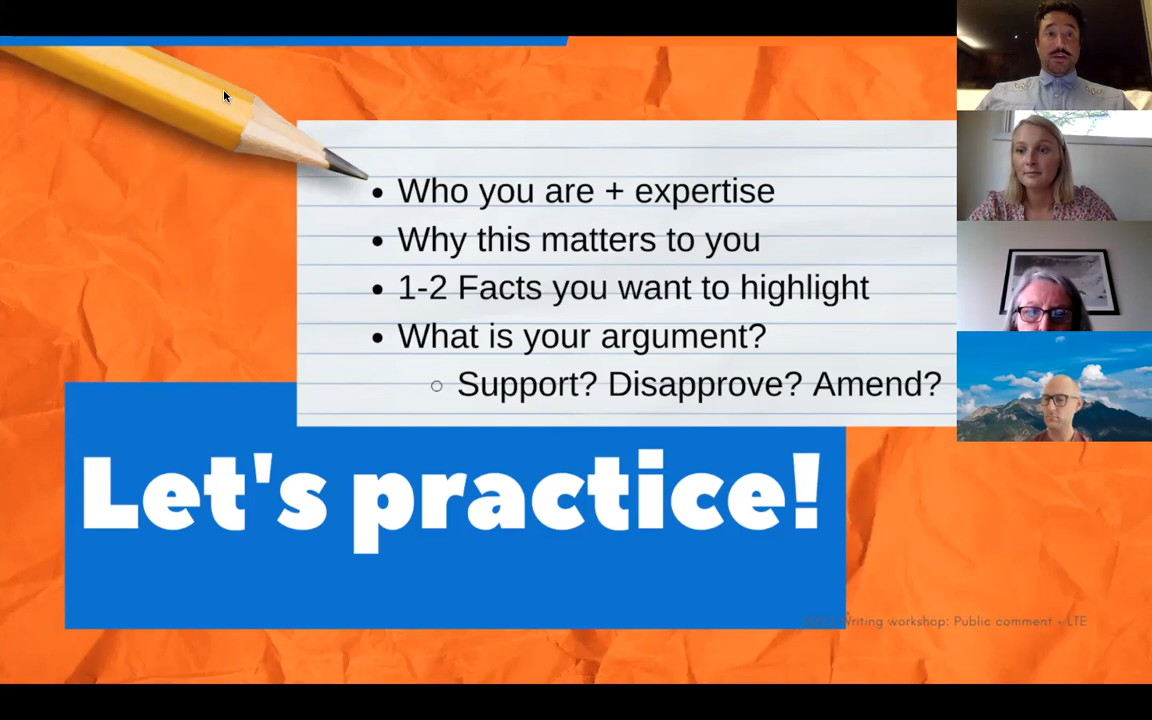 Who you are + expertise
Why this matters to you
1-2 Facts you want to highlight
What is your argument?
Support? Disapprove? Amend?
Let's practice!
Writing workshop: Public comment + LTE